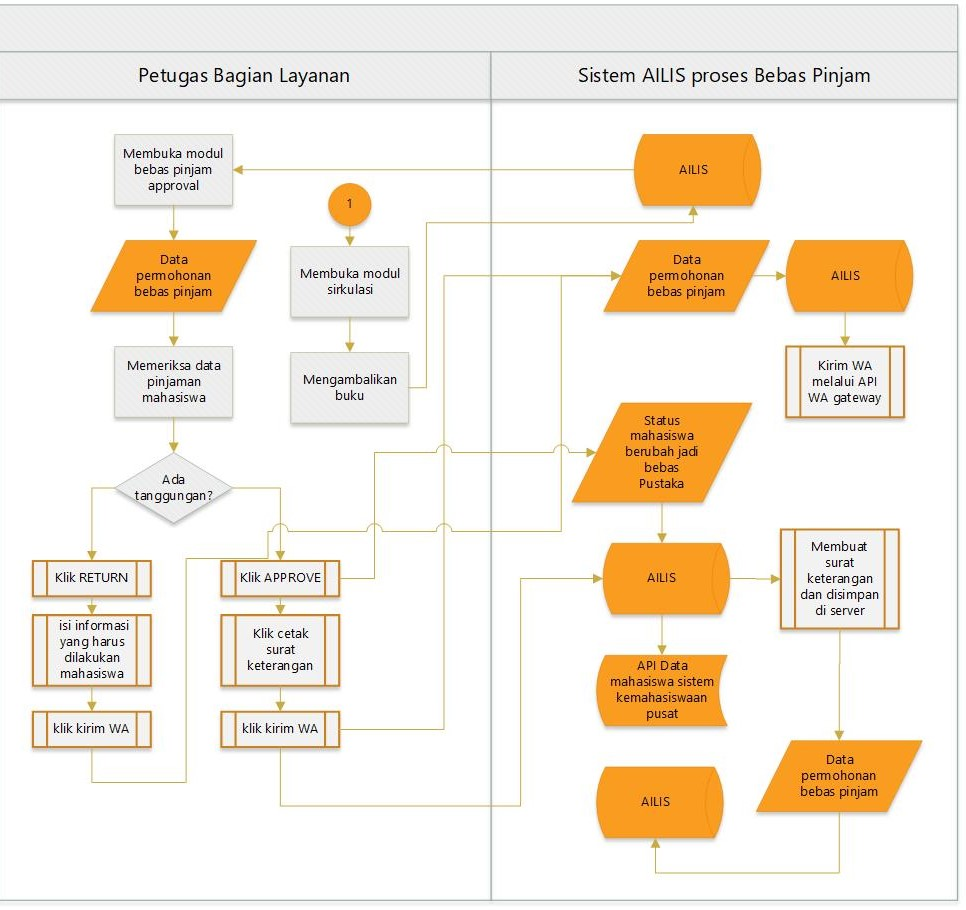 Petugas Bagian Layanan
Sistem AILIS proses Bebas Pinjam
Membuka modul
bebas pinjam
approval
AILIS
1
Data
permohonan
bebas pinjam
Membuka modul
sirkulasi
Data
permohonan
bebas pinjam
AILIS
Memeriksa data
pinjaman
mahasiswa
Mengambalikan
buku
Kirim WA
melalui API
WA gateway
Status
mahasiswa
berubah jadi
bebas
Pustaka
Ada
tanggungan?
Klik RETURN
Klik APPROVE
AILIS
Membuat
surat
keterangan
dan disimpan
di server
isi informasi
yang harus
dilakukan
mahasiswa
Klik cetak
surat
keterangan
API Data
mahasiswa sistem
kemahasiswaan
pusat
klik kirim WA
klik kirim WA
Data
permohonan
bebas pinjam
AILIS